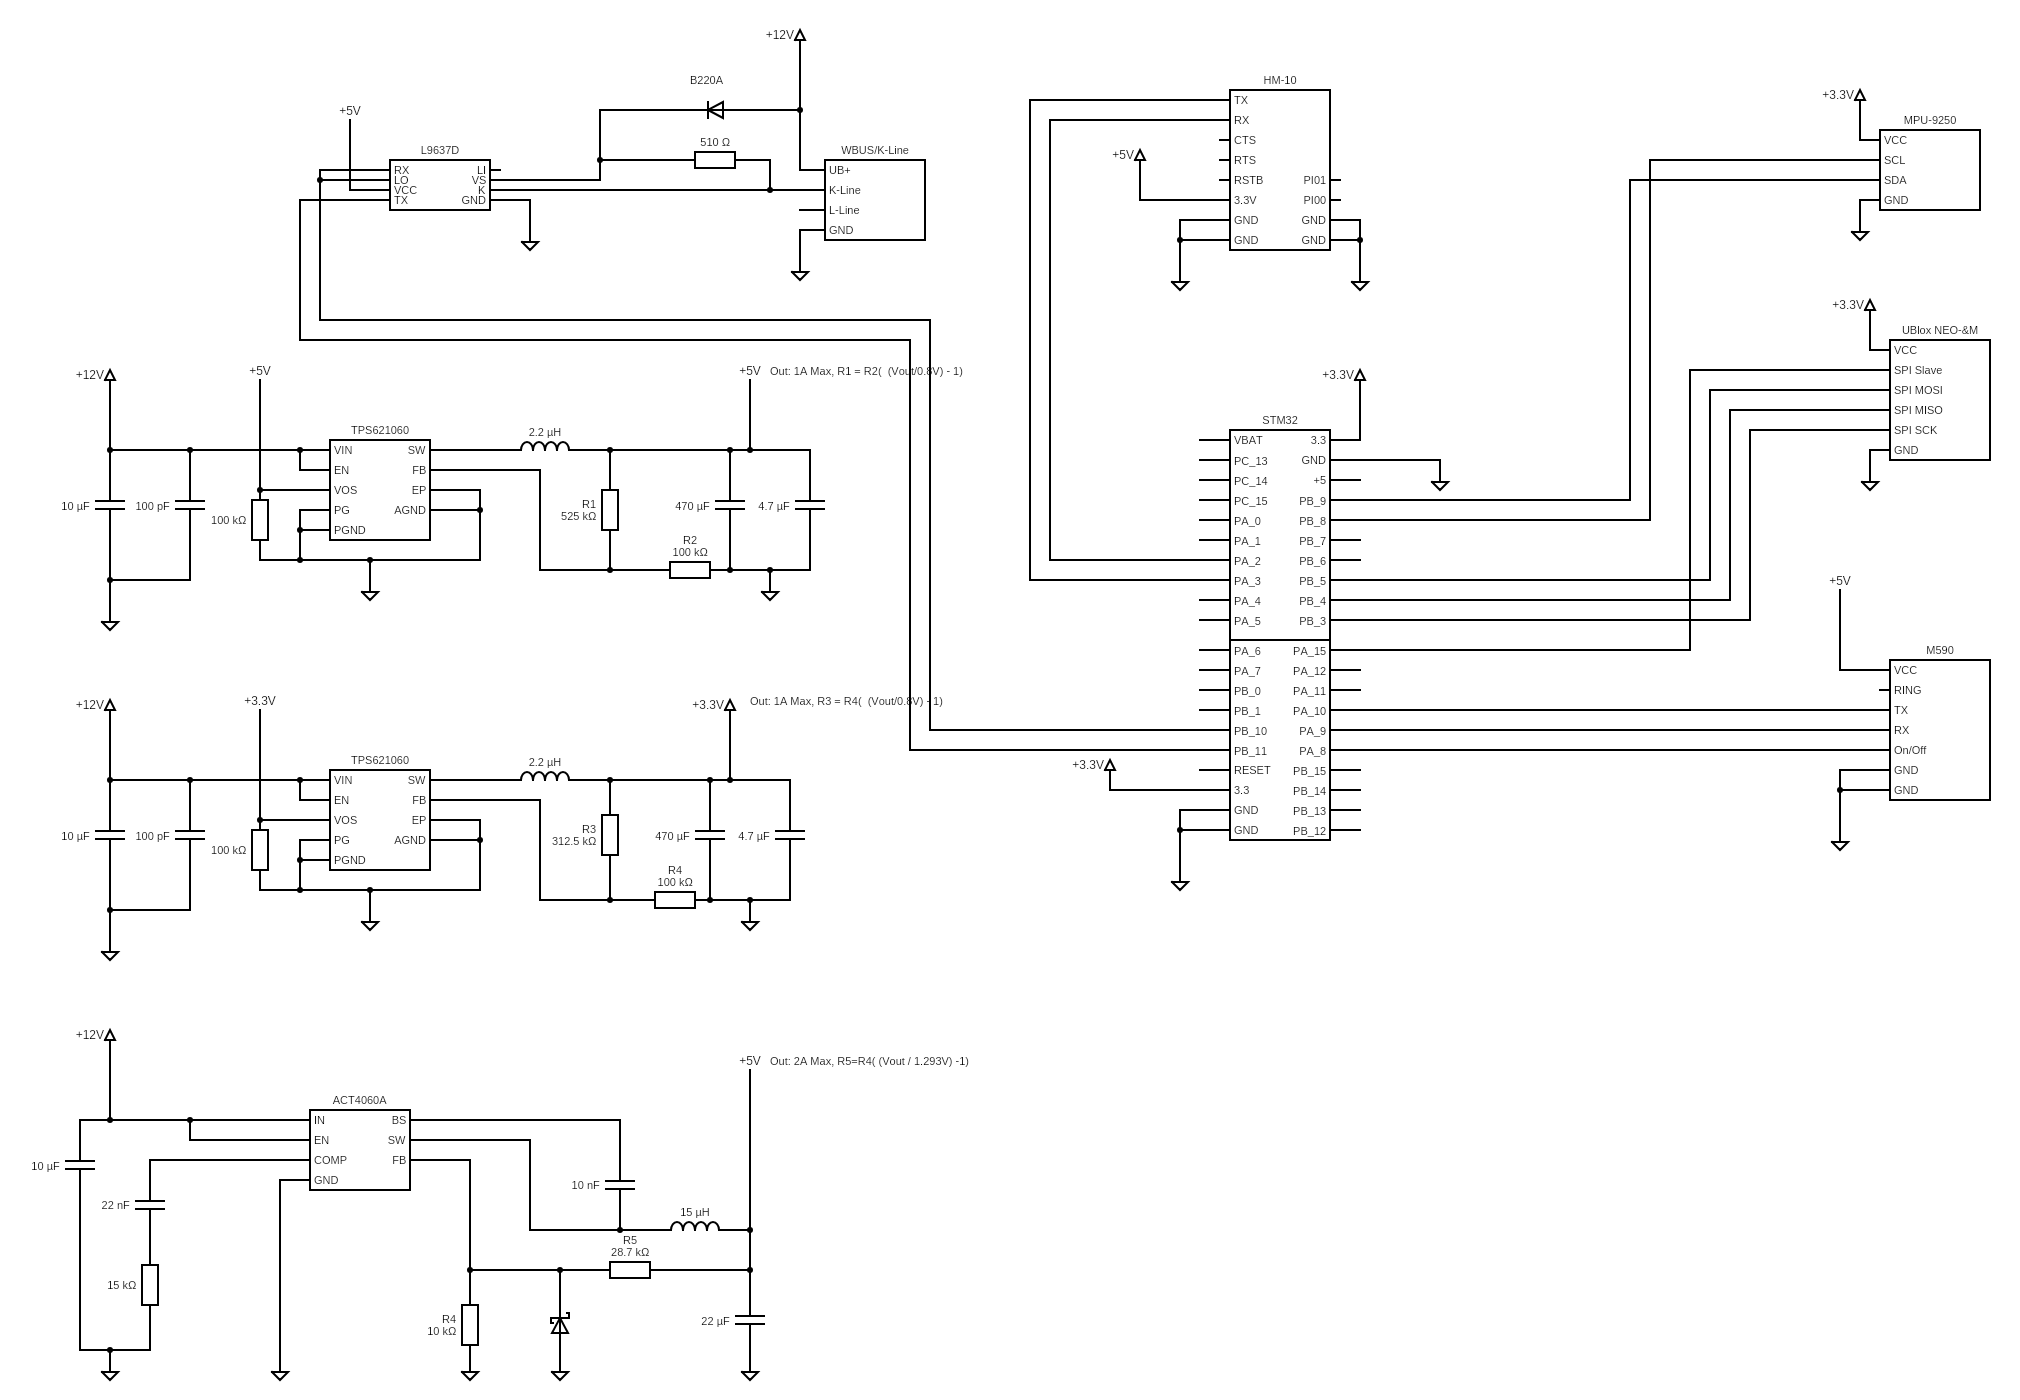 +12V
B220A
+5V
510 Ω
L9637D
RX
LO
VCC
TX
LI
VS
K
GND
WBUS/K-Line
UB+
K-Line
L-Line
GND
HM-10
TX
RX
CTS
RTS
RSTB
3.3V
GND
GND
PI01
PI00
GND
GND
+5V
+3.3V
MPU-9250
VCC
SCL
SDA
GND
+3.3V
UBlox NEO-&M
VCC
SPI Slave
SPI MOSI
SPI MISO
SPI SCK
GND
+12V
+5V
+5V Out: 1A Max, R1 = R2( (Vout/0.8V) - 1)
TPS621060
VIN
EN
VOS
PG
PGND
SW
FB
EP
AGND
2.2 µH
10 µF
100 pF
100 kΩ
R1
525 kΩ
R2
100 kΩ
470 µF
4.7 µF
+3.3V
STM32
VBAT
PC_13
PC_14
PC_15
PA_0
PA_1
PA_2
PA_3
PA_4
PA_5
PA_6
PA_7
PB_0
PB_1
PB_10
PB_11
RESET
3.3
GND
GND
3.3
GND
+5
PB_9
PB_8
PB_7
PB_6
PB_5
PB_4
PB_3
PA_15
PA_12
PA_11
PA_10
PA_9
PA_8
PB_15
PB_14
PB_13
PB_12
+3.3V
+5V
M590
VCC
RING
TX
RX
On/Off
GND
GND
+12V
+3.3V
+3.3V
Out: 1A Max, R3 = R4( (Vout/0.8V) - 1)
TPS621060
VIN
EN
VOS
PG
PGND
SW
FB
EP
AGND
2.2 µH
10 µF
100 pF
100 kΩ
R3
312.5 kΩ
R4
100 kΩ
470 µF
4.7 µF
+12V
+5V Out: 2A Max, R5=R4( (Vout / 1.293V) -1)
ACT4060A
IN
EN
COMP
GND
BS
SW
FB
10 µF
22 nF
15 kΩ
10 nF
15 µH
R5
28.7 kΩ
R4
10 kΩ
22 µF